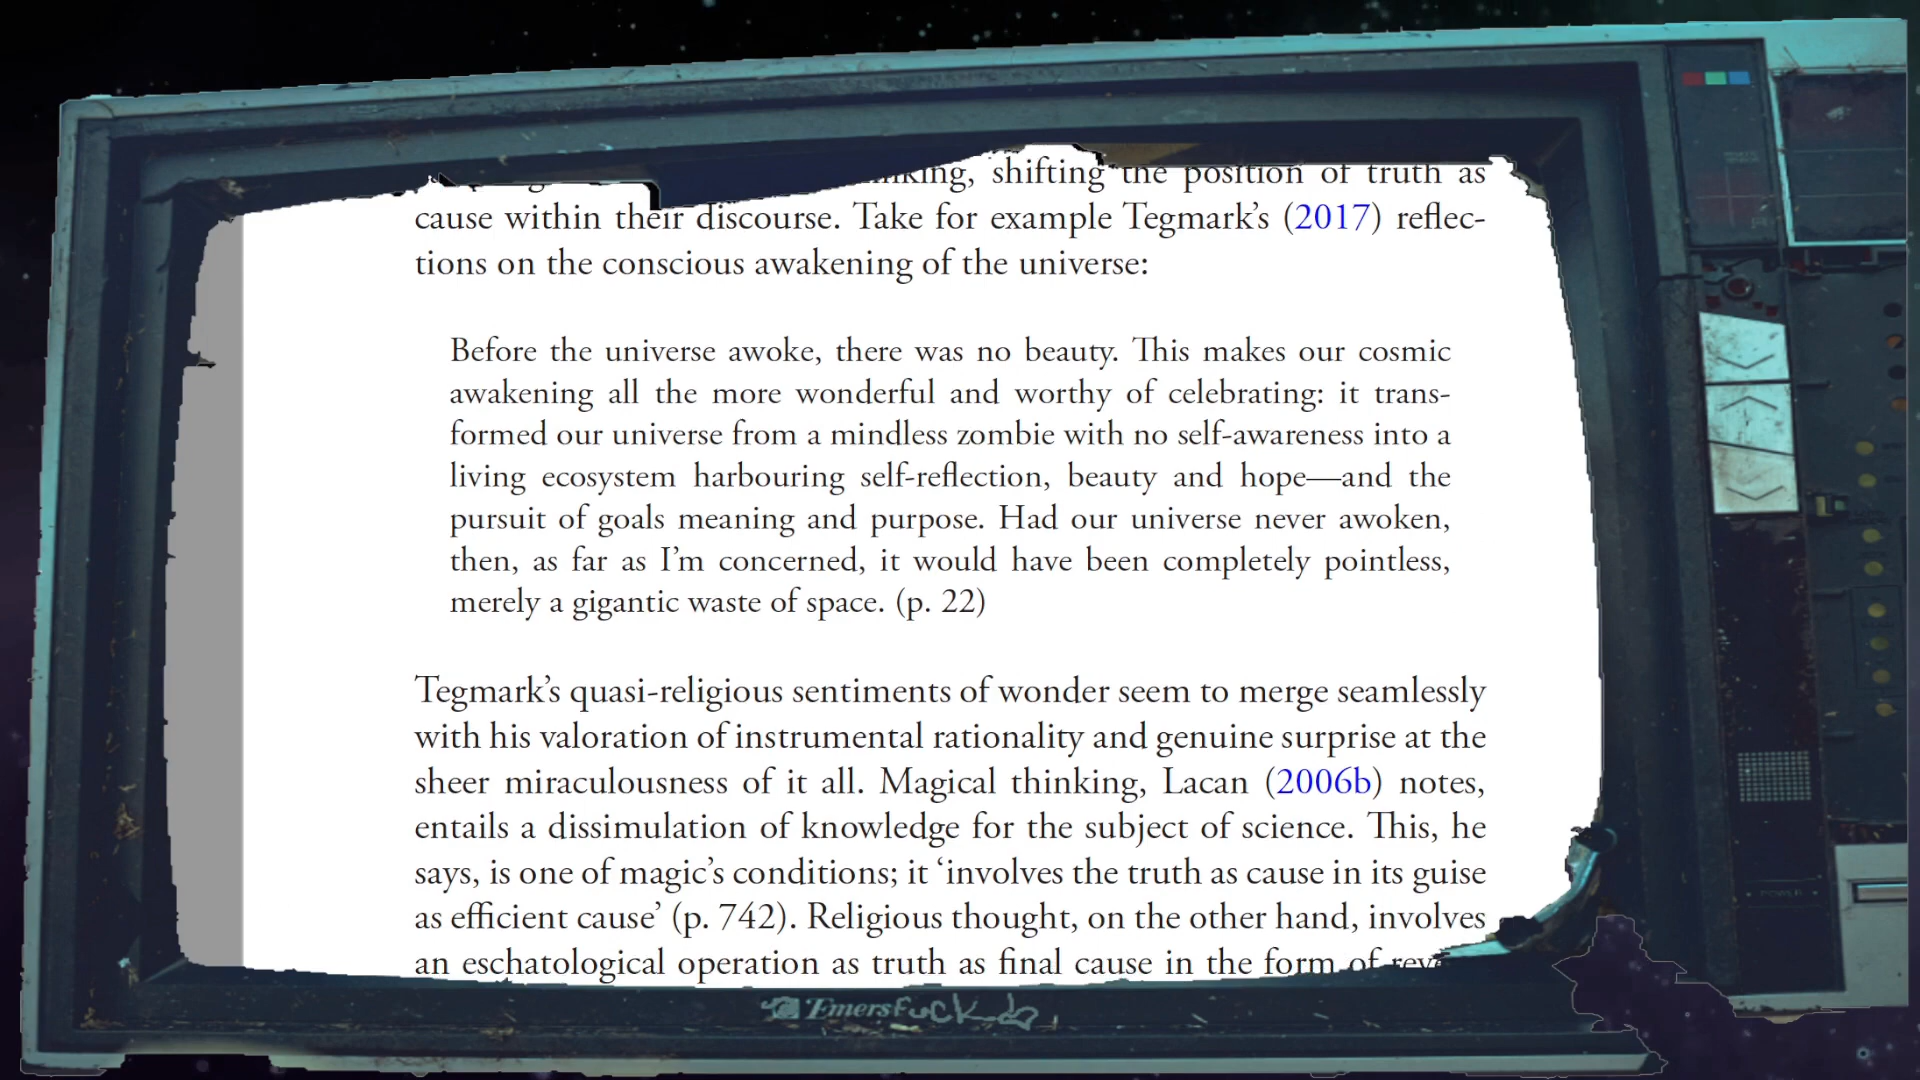 shifting the position of truth as
cause within their discourse. Take for example Tegmark’s (2017) reflec-
tions on the conscious awakening of the universe:
Before the universe awoke, there was no beauty. This makes our cosmic
awakening all the more wonderful and worthy of celebrating: it trans-
formed our universe from a mindless zombie with no self-awareness into a
living ecosystem harbouring self-reflection, beauty and hope—and the
pursuit of goals meaning and purpose. Had our universe never awoken,
then, as far as I’m concerned, it would have been completely pointless,
merely a gigantic waste of space. (p. 22)
Tegmark’s quasi-religious sentiments of wonder seem to merge seamlessly
with his valoration of instrumental rationality and genuine surprise at the
sheer miraculousness of it all. Magical thinking, Lacan (2006b) notes,
entails a dissimulation of knowledge for the subject of science. This, he
says, is one of magic’s conditions; it ‘involves the truth as cause in its guise
as efficient cause’ (p. 742). Religious thought, on the other hand, involves
an eschatological operation as truth as final cause in the form of